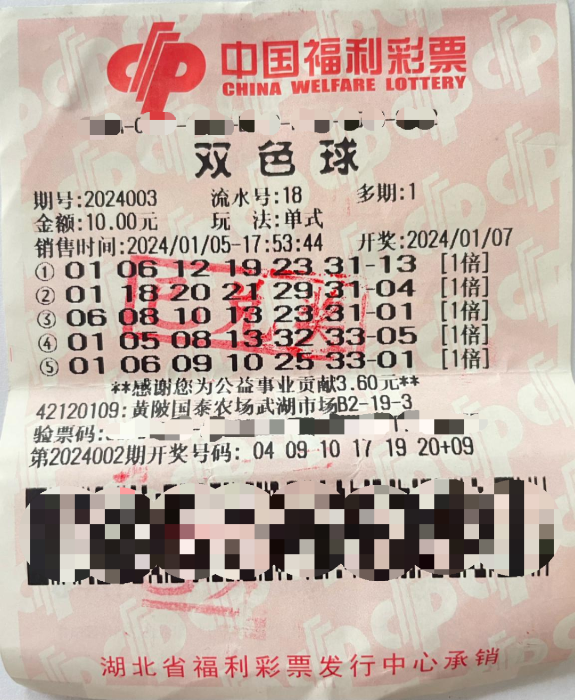 中国福利彩票
CHINA WELFARE LOTTERY
双色球
期号:2024003 流水号:18 多期:1
金额:10.00元 玩 法:单式
销售时间:2024/01/05-17:53:44 开奖:2024/01/07
① 01 06 12 19 23 31-13 [1倍]
② 01 18 20 21 29 31-04 [1倍]
③ 06 08 10 13 23 31-01 [1倍]
④ 01 05 08 13 32 33-05 [1倍]
⑤ 01 06 09 10 25 33-01 [1倍]
已兑奖
**感谢您为公益事业贡献3.60元**
42120109:黄陂国泰农场武湖市场B2-19-3
验票码:
第2024002期开奖号码: 04 09 10 17 19 20+09
湖北省福利彩票发行中心承销